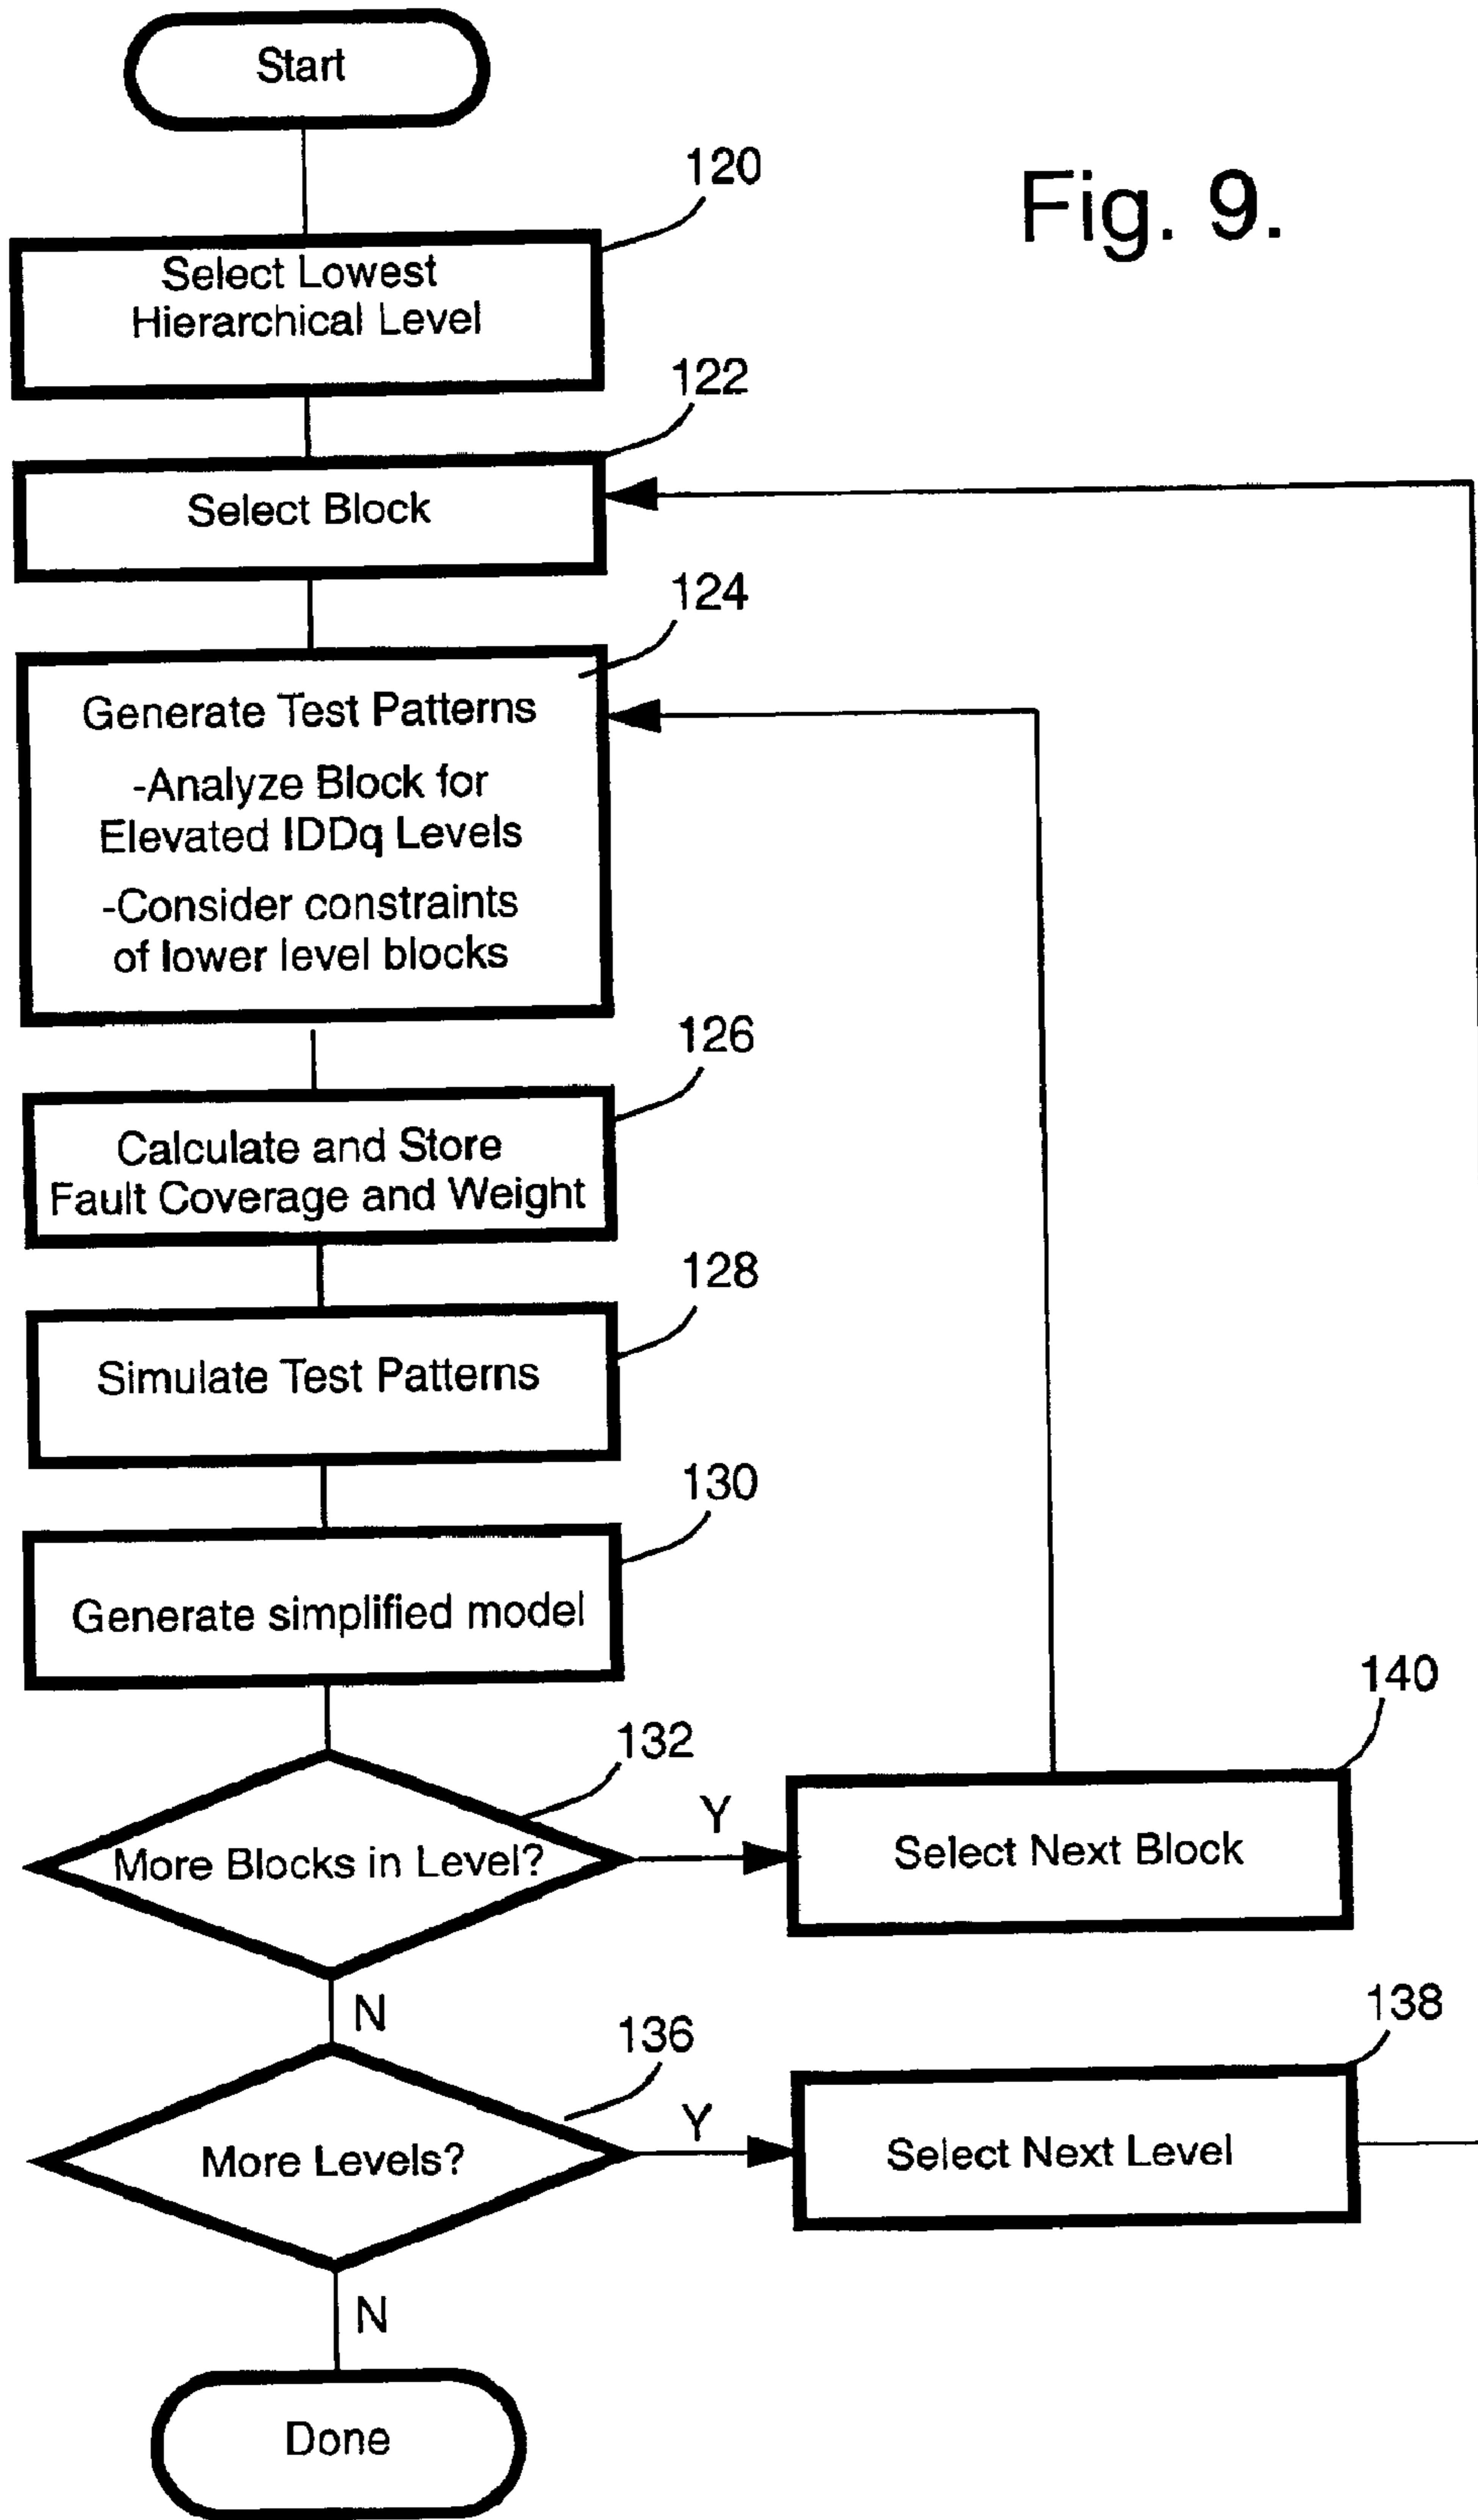 Start
Fig. 9.
120
Select Lowest
Hierarchical Level
122
Select Block
124
Generate Test Patterns
-Analyze Block for
Elevated IDDq Levels
-Consider constraints
of lower level blocks
126
Calculate and Store
Fault Coverage and Weight
128
Simulate Test Patterns
130
Generate simplified model
132
More Blocks in Level?
Y
140
Select Next Block
N
136
More Levels?
Y
138
Select Next Level
N
Done